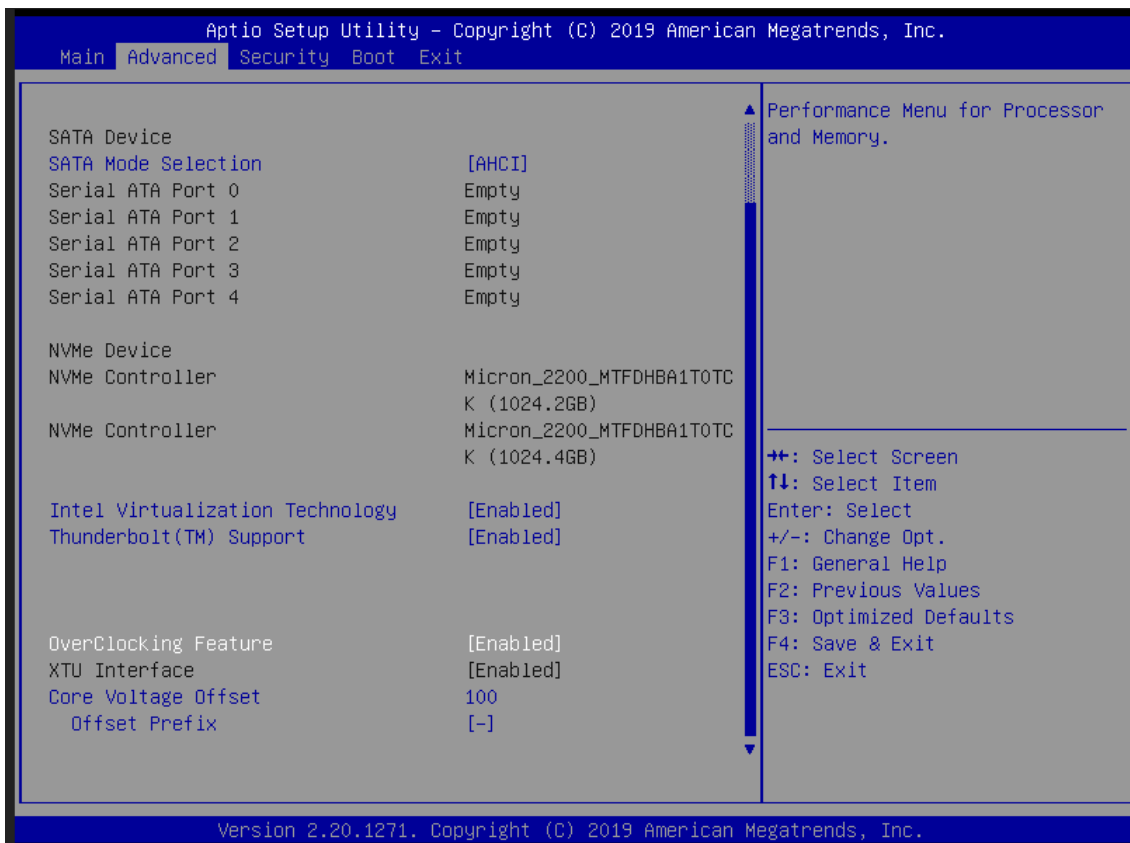 Aptio Setup Utility – Copyright (C) 2019 American Megatrends, Inc.
Main Advanced Security Boot Exit
SATA Device
SATA Mode Selection [AHCI]
Serial ATA Port 0 Empty
Serial ATA Port 1 Empty
Serial ATA Port 2 Empty
Serial ATA Port 3 Empty
Serial ATA Port 4 Empty
NVMe Device
NVMe Controller Micron_2200_MTFDHBA1T0TC
K (1024.2GB)
NVMe Controller Micron_2200_MTFDHBA1T0TC
K (1024.4GB)
Intel Virtualization Technology [Enabled]
Thunderbolt(TM) Support [Enabled]
OverClocking Feature [Enabled]
XTU Interface [Enabled]
Core Voltage Offset 100
Offset Prefix [-]
Performance Menu for Processor
and Memory.
→←: Select Screen
↑↓: Select Item
Enter: Select
+/-: Change Opt.
F1: General Help
F2: Previous Values
F3: Optimized Defaults
F4: Save & Exit
ESC: Exit
Version 2.20.1271. Copyright (C) 2019 American Megatrends, Inc.